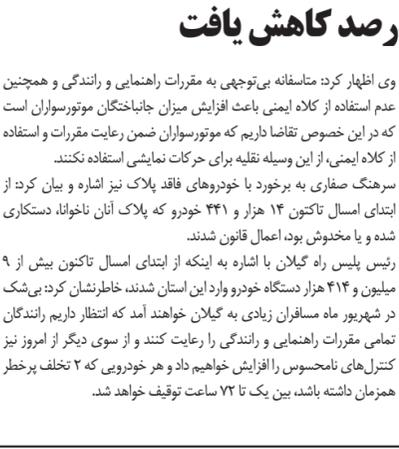 رصد کاهش یافت
وی اظهار کرد: متاسفانه بی‌توجهی به مقررات راهنمایی و رانندگی و همچنین
عدم استفاده از کلاه ایمنی باعث افزایش میزان جانباختگان موتورسواران است
که در این خصوص تقاضا داریم که موتورسواران ضمن رعایت مقررات و استفاده
از کلاه ایمنی، از این وسیله نقلیه برای حرکات نمایشی استفاده نکنند.
سرهنگ صفاری به برخورد با خودروهای فاقد پلاک نیز اشاره و بیان کرد: از
ابتدای امسال تاکتون ۱۴ هزار و ۴۴۱ خودرو که پلاک آنان ناخوانا، دستکاری
شده و یا مخدوش بود، اعمال قانون شدند.
رئیس پلیس راه گیلان با اشاره به اینکه از ابتدای امسال تاکنون بیش از ۹
میلیون و ۴۱۴ هزار دستگاه خودرو وارد این استان شدند، خاطرنشان کرد: بی‌شک
در شهریور ماه مسافران زیادی به گیلان خواهند آمد که انتظار داریم رانندگان
تمامی مقررات راهنمایی و رانندگی را رعایت کنند و از سوی دیگر از امروز نیز
کنترل‌های نامحسوس را افزایش خواهیم داد و هر خودرویی که ۲ تخلف پرخطر
همزمان داشته باشد، بین یک تا ۷۲ ساعت توقیف خواهد شد.